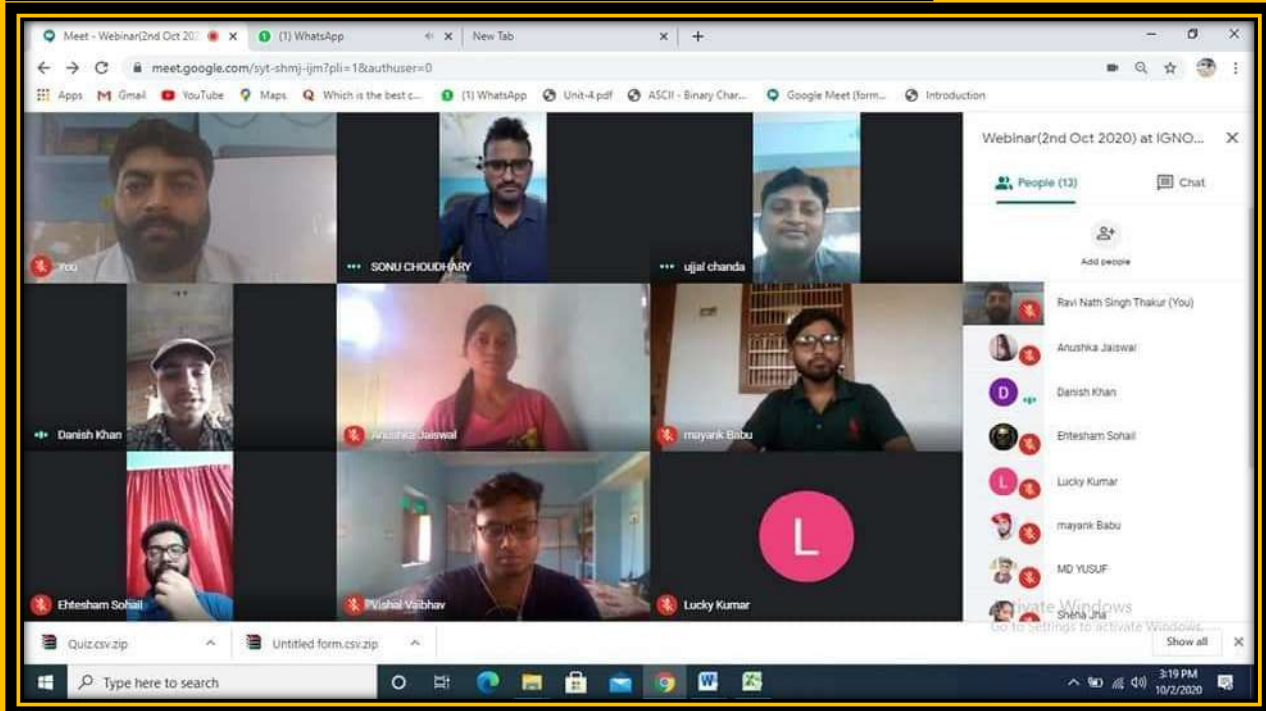 Meet - Webinar(2nd Oct 202
(1) WhatsApp
New Tab
meet.google.com/syt-shmj-ijm?pli=1&authuser=0
Apps
Gmail
YouTube
Maps
Which is the best c...
(1) WhatsApp
Unit-4.pdf
ASCII - Binary Char...
Google Meet (form...
Introduction
You
SONU CHOUDHARY
ujjal chanda
Danish Khan
Anushka Jaiswal
mayank Babu
Ehtesham Sohail
Vishal Vaibhav
L
Lucky Kumar
Webinar(2nd Oct 2020) at IGNO...
People (13)
Chat
Add people
Ravi Nath Singh Thakur (You)
Anushka Jaiswal
D
Danish Khan
Ehtesham Sohail
L
Lucky Kumar
mayank Babu
MD YUSUF
Sneha Jha
Activate Windows
Go to Settings to activate Windows.
Quiz.csv.zip
Untitled form.csv.zip
Show all
Type here to search
3:19 PM
10/2/2020